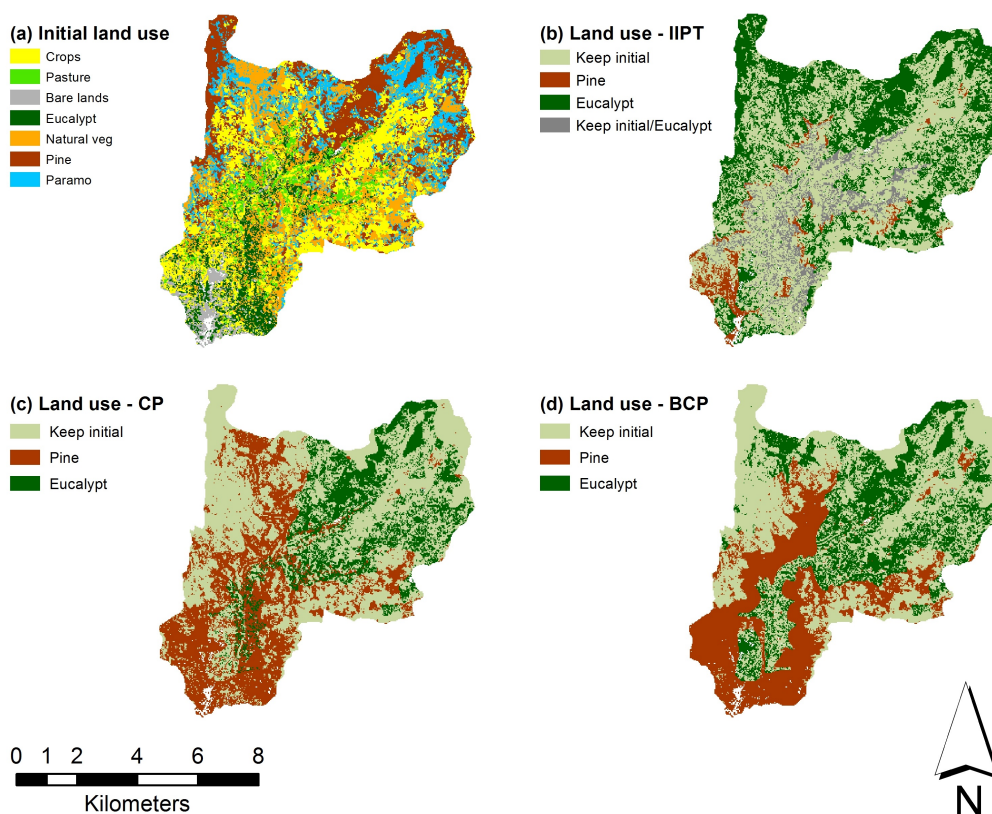 (a) Initial land use
Crops
Pasture
Bare lands
Eucalypt
Natural veg
Pine
Paramo
(b) Land use - IIPT
Keep initial
Pine
Eucalypt
Keep initial/Eucalypt
(c) Land use - CP
Keep initial
Pine
Eucalypt
(d) Land use - BCP
Keep initial
Pine
Eucalypt
0 1 2 4 6 8
Kilometers
N